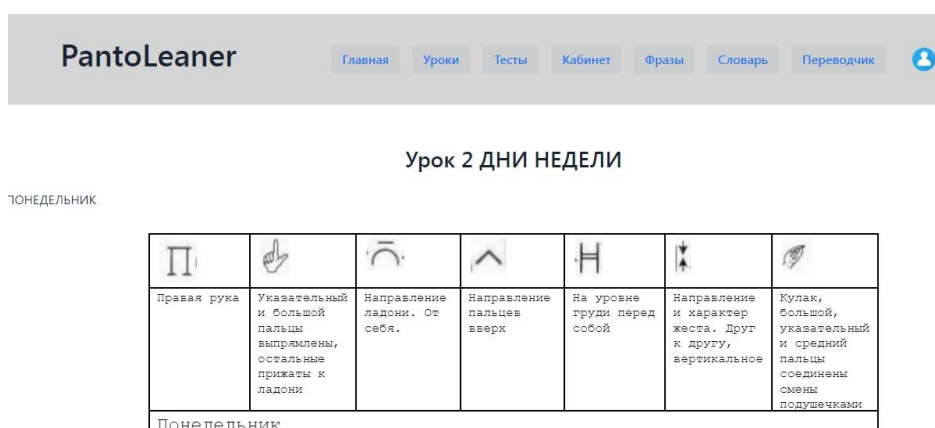 PantoLeaner
Главная Уроки Тесты Кабинет Фразы Словарь Переводчик
Урок 2 ДНИ НЕДЕЛИ
ПОНЕДЕЛЬНИК
Правая рука
Указательный
и большой
пальцы
выпрямлены,
остальные
прижаты к
ладони
Направление
ладони. От
себя.
Направление
пальцев
вверх
На уровне
груди перед
собой
Направление
и характер
жеста. Друг
к другу,
вертикальное
Кулак,
большой,
указательный
и средний
пальцы
соединены
смены
подушечками
Понедельник